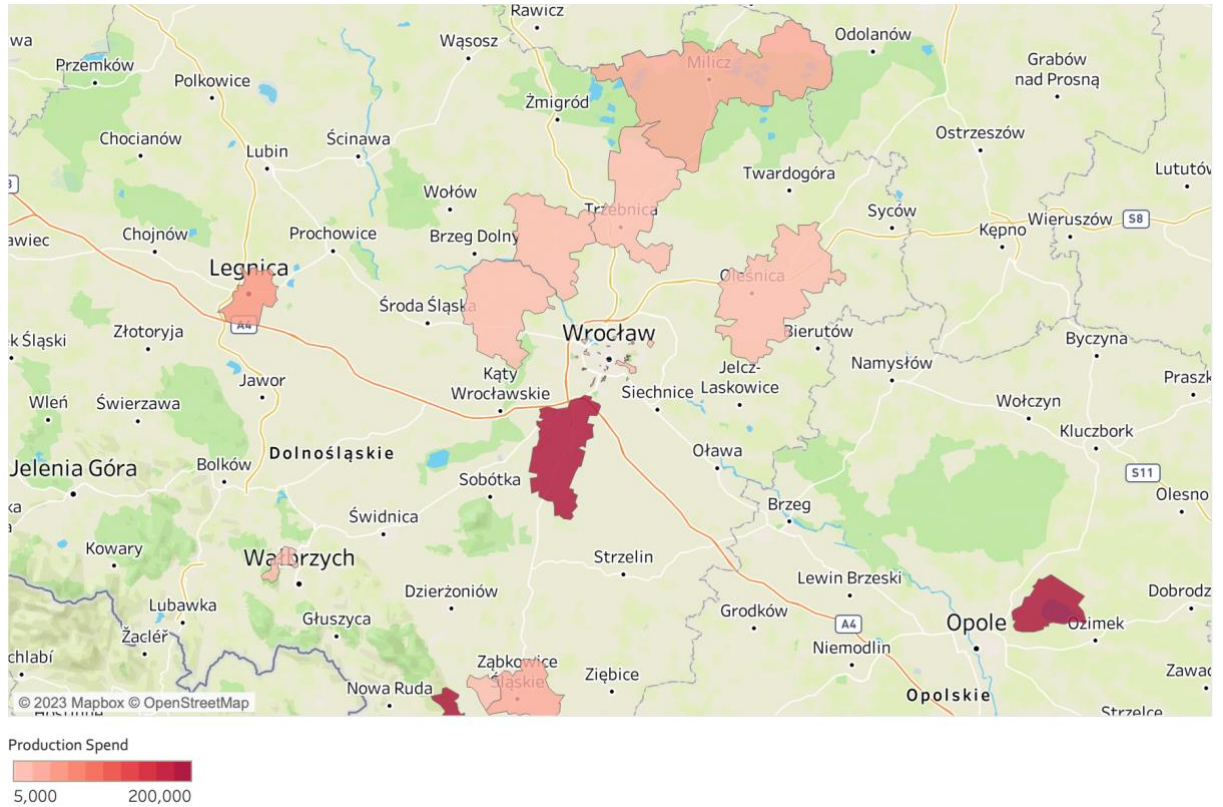 Rawicz
wa
Wąsosz
Odolanów
Przemków
Polkowice
Milicz
Grabów
nad Prosną
Żmigród
Chocianów
Ścinawa
Lubin
Ostrzeszów
Twardogóra
Lututóv
Wołów
Trzebnica
Syców
Wieruszów
S8
awiec
Chojnów
Prochowice
Brzeg Dolny
Kępno
Legnica
Oleśnica
Środa Śląska
A4
Złotoryja
Wrocław
Bierutów
k Śląski
Byczyna
Kąty
Wrocławskie
Jelcz-
Laskowice
Namysłów
Jawor
Siechnice
Praszk
Wleń
Świerzawa
Wołczyn
Kluczbork
Dolnośląskie
Oława
Jelenia Góra
Bolków
Sobótka
S11
Olesno
ka
Świdnica
Brzeg
Kowary
Wałbrzych
Strzelin
Lewin Brzeski
Dzierżoniów
Dobrodz
Lubawka
Głuszyca
Grodków
A4
Opole
Ozimek
Žacléř
chlabí
Niemodlin
Ząbkowice
Śląskie
Ziębice
Zawac
Nowa Ruda
Opolskie
© 2023 Mapbox © OpenStreetMap
Strzelce
Production Spend
5,000 200,000